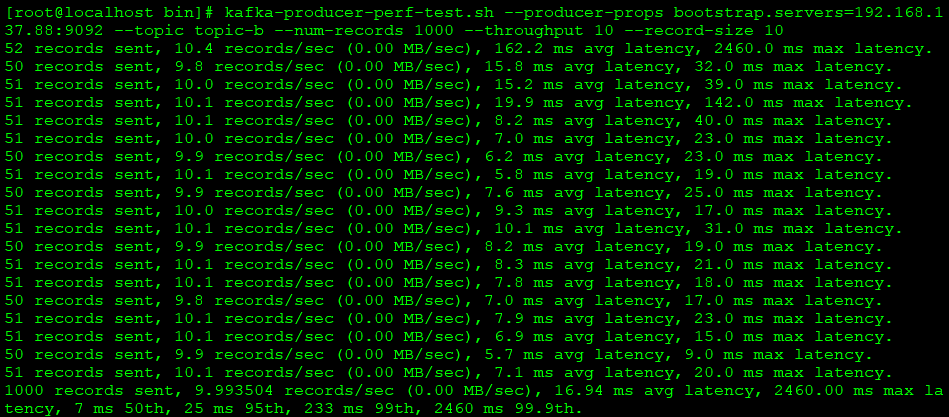 [root@localhost bin]# kafka-producer-perf-test.sh --producer-props bootstrap.servers=192.168.1
37.88:9092 --topic topic-b --num-records 1000 --throughput 10 --record-size 10
52 records sent, 10.4 records/sec (0.00 MB/sec), 162.2 ms avg latency, 2460.0 ms max latency.
50 records sent, 9.8 records/sec (0.00 MB/sec), 15.8 ms avg latency, 32.0 ms max latency.
51 records sent, 10.0 records/sec (0.00 MB/sec), 15.2 ms avg latency, 39.0 ms max latency.
51 records sent, 10.1 records/sec (0.00 MB/sec), 19.9 ms avg latency, 142.0 ms max latency.
51 records sent, 10.1 records/sec (0.00 MB/sec), 8.2 ms avg latency, 40.0 ms max latency.
51 records sent, 10.0 records/sec (0.00 MB/sec), 7.0 ms avg latency, 23.0 ms max latency.
50 records sent, 9.9 records/sec (0.00 MB/sec), 6.2 ms avg latency, 23.0 ms max latency.
51 records sent, 10.1 records/sec (0.00 MB/sec), 5.8 ms avg latency, 19.0 ms max latency.
50 records sent, 9.9 records/sec (0.00 MB/sec), 7.6 ms avg latency, 25.0 ms max latency.
51 records sent, 10.0 records/sec (0.00 MB/sec), 9.3 ms avg latency, 17.0 ms max latency.
51 records sent, 10.1 records/sec (0.00 MB/sec), 10.1 ms avg latency, 31.0 ms max latency.
50 records sent, 9.9 records/sec (0.00 MB/sec), 8.2 ms avg latency, 19.0 ms max latency.
51 records sent, 10.1 records/sec (0.00 MB/sec), 8.3 ms avg latency, 21.0 ms max latency.
51 records sent, 10.1 records/sec (0.00 MB/sec), 7.8 ms avg latency, 18.0 ms max latency.
50 records sent, 9.8 records/sec (0.00 MB/sec), 7.0 ms avg latency, 17.0 ms max latency.
51 records sent, 10.1 records/sec (0.00 MB/sec), 7.9 ms avg latency, 23.0 ms max latency.
51 records sent, 10.1 records/sec (0.00 MB/sec), 6.9 ms avg latency, 15.0 ms max latency.
50 records sent, 9.9 records/sec (0.00 MB/sec), 5.7 ms avg latency, 9.0 ms max latency.
51 records sent, 10.1 records/sec (0.00 MB/sec), 7.1 ms avg latency, 20.0 ms max latency.
1000 records sent, 9.993504 records/sec (0.00 MB/sec), 16.94 ms avg latency, 2460.00 ms max la
tency, 7 ms 50th, 25 ms 95th, 233 ms 99th, 2460 ms 99.9th.